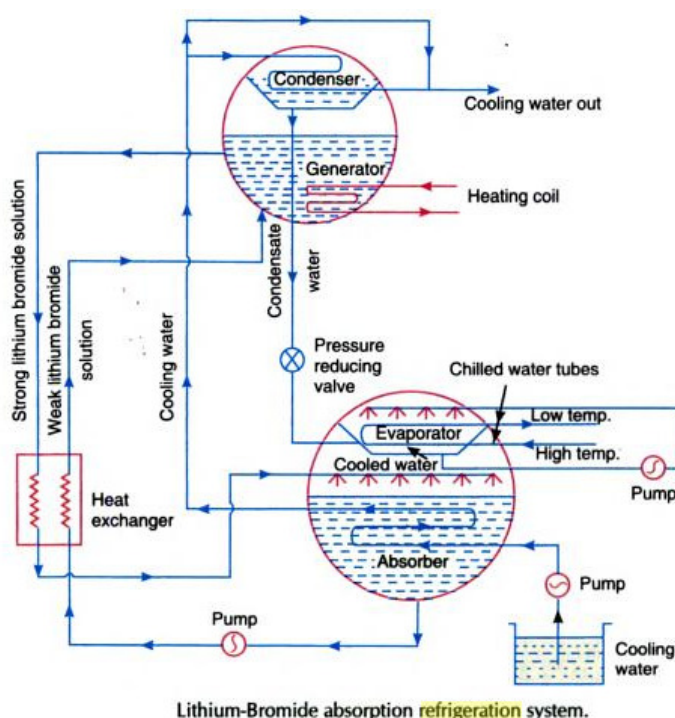 Condenser
Cooling water out
Generator
Heating coil
Strong lithium bromide solution
Weak lithium bromide
solution
Cooling water
Condensate
water
Pressure
reducing
valve
Chilled water tubes
Low temp.
Evaporator
High temp.
Cooled water
Pump
Heat
exchanger
Absorber
Pump
Pump
Cooling
water
Lithium-Bromide absorption refrigeration system.